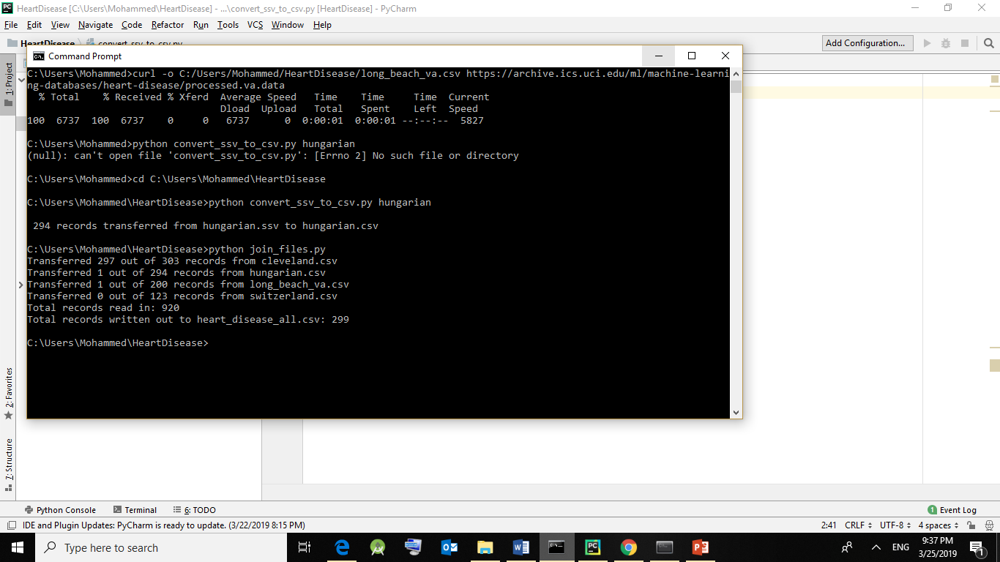 HeartDisease [C:\Users\Mohammed\HeartDisease] - ...\convert_ssv_to_csv.py [HeartDisease] - PyCharm
File Edit View Navigate Code Refactor Run Tools VCS Window Help
HeartDisease convert_ssv_to_csv.py Add Configuration...
1: Project
Command Prompt
C:\Users\Mohammed>curl -o C:/Users/Mohammed/HeartDisease/long_beach_va.csv https://archive.ics.uci.edu/ml/machine-learni
ng-databases/heart-disease/processed.va.data
% Total % Received % Xferd Average Speed Time Time Time Current
Dload Upload Total Spent Left Speed
100 6737 100 6737 0 0 6737 0 0:00:01 0:00:01 --:--:-- 5827
C:\Users\Mohammed>python convert_ssv_to_csv.py hungarian
(null): can't open file 'convert_ssv_to_csv.py': [Errno 2] No such file or directory
C:\Users\Mohammed>cd C:\Users\Mohammed\HeartDisease
C:\Users\Mohammed\HeartDisease>python convert_ssv_to_csv.py hungarian
294 records transferred from hungarian.ssv to hungarian.csv
C:\Users\Mohammed\HeartDisease>python join_files.py
Transferred 297 out of 303 records from cleveland.csv
Transferred 1 out of 294 records from hungarian.csv
Transferred 1 out of 200 records from long_beach_va.csv
Transferred 0 out of 123 records from switzerland.csv
Total records read in: 920
Total records written out to heart_disease_all.csv: 299
C:\Users\Mohammed\HeartDisease>
2: Favorites
7: Structure
Python Console Terminal 6: TODO 1 Event Log
IDE and Plugin Updates: PyCharm is ready to update. (3/22/2019 8:15 PM) 2:41 CRLF UTF-8 4 spaces
Type here to search ENG 9:37 PM
3/25/2019 1